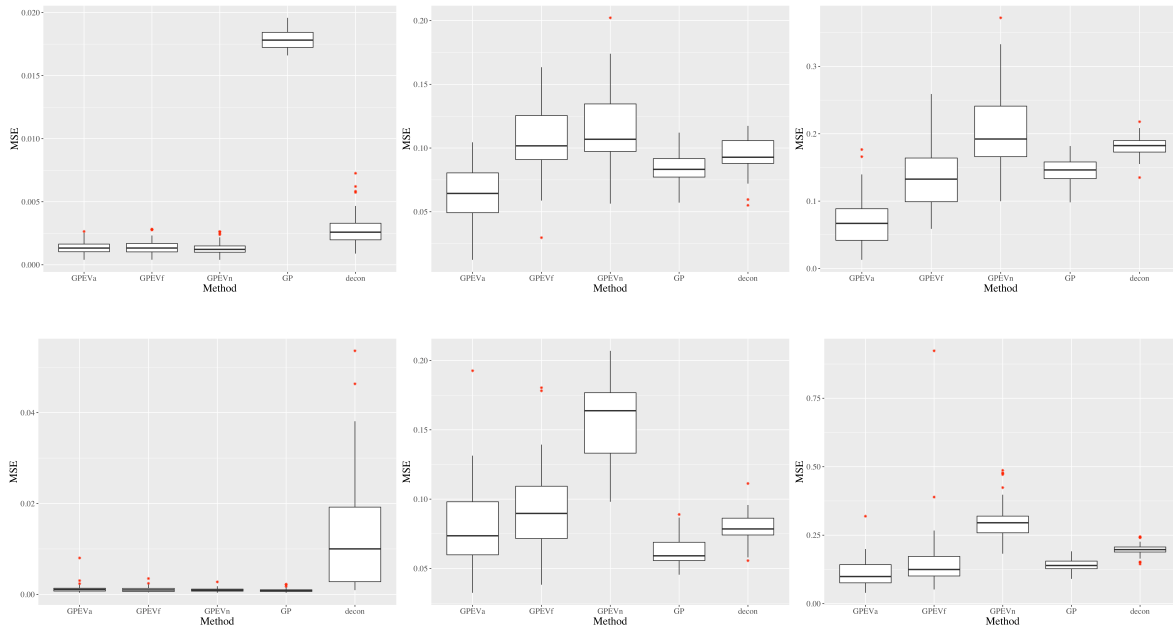 0.020
0.015
0.010
0.005
0.000
MSE
GPEVa GPEVf GPEVn GP decon
Method
0.20
0.15
0.10
0.05
MSE
GPEVa GPEVf GPEVn GP decon
Method
0.3
0.2
0.1
0.0
MSE
GPEVa GPEVf GPEVn GP decon
Method
0.04
0.02
0.00
MSE
GPEVa GPEVf GPEVn GP decon
Method
0.20
0.15
0.10
0.05
MSE
GPEVa GPEVf GPEVn GP decon
Method
0.75
0.50
0.25
0.00
MSE
GPEVa GPEVf GPEVn GP decon
Method